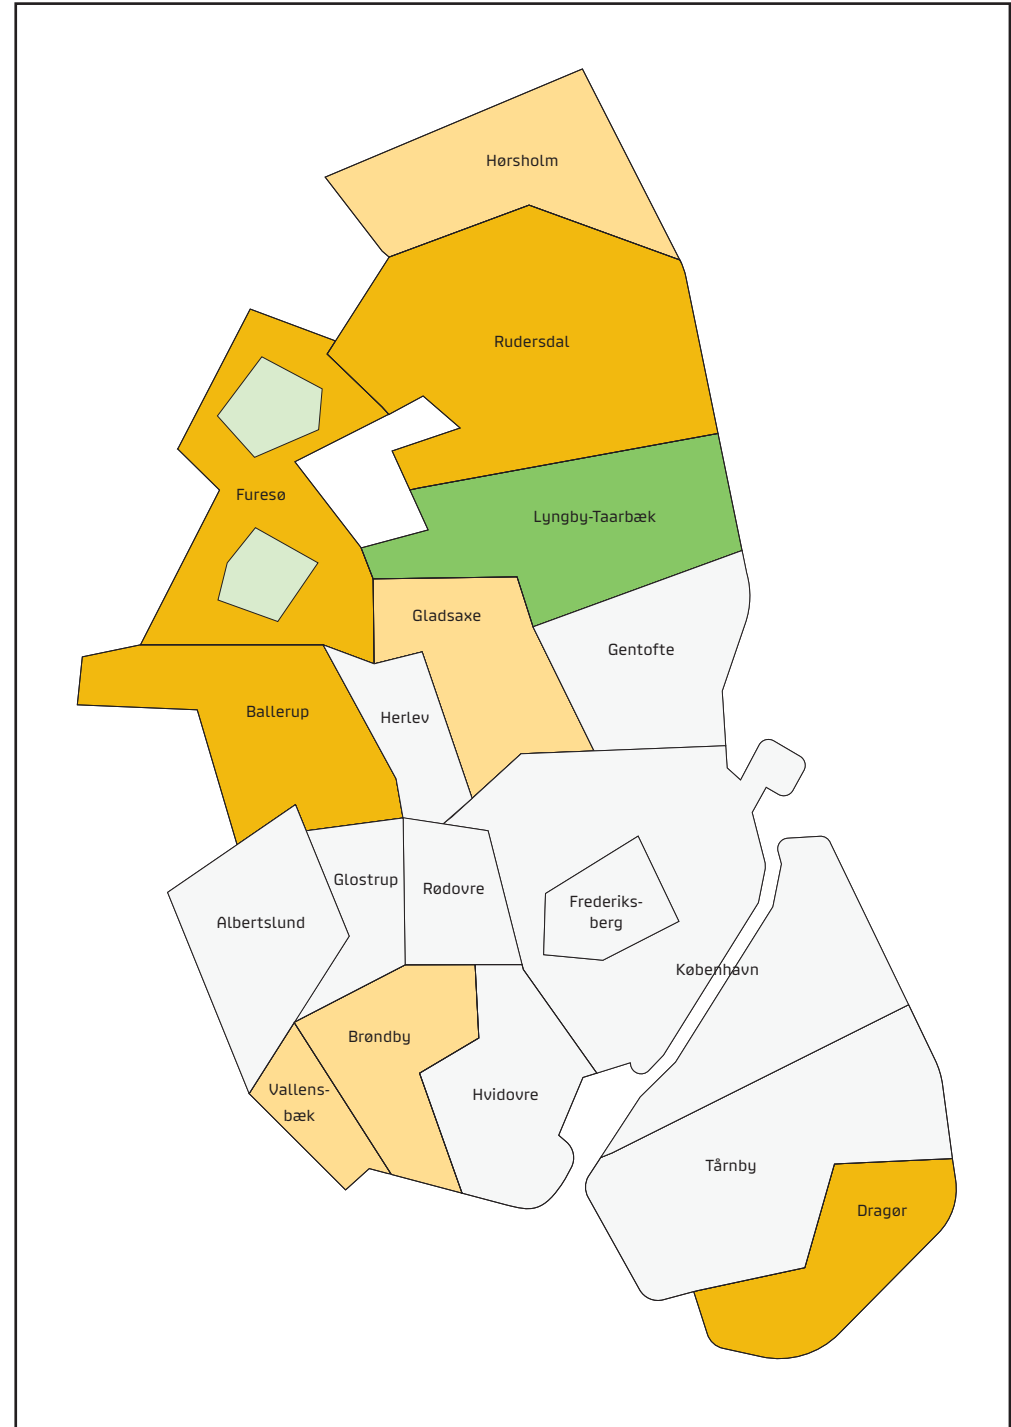 Hørsholm
Rudersdal
Furesø
Lyngby-Taarbæk
Gladsaxe
Gentofte
Ballerup
Herlev
Glostrup
Rødovre
Frederiks-
berg
Albertslund
København
Brøndby
Vallens-
bæk
Hvidovre
Tårnby
Dragør